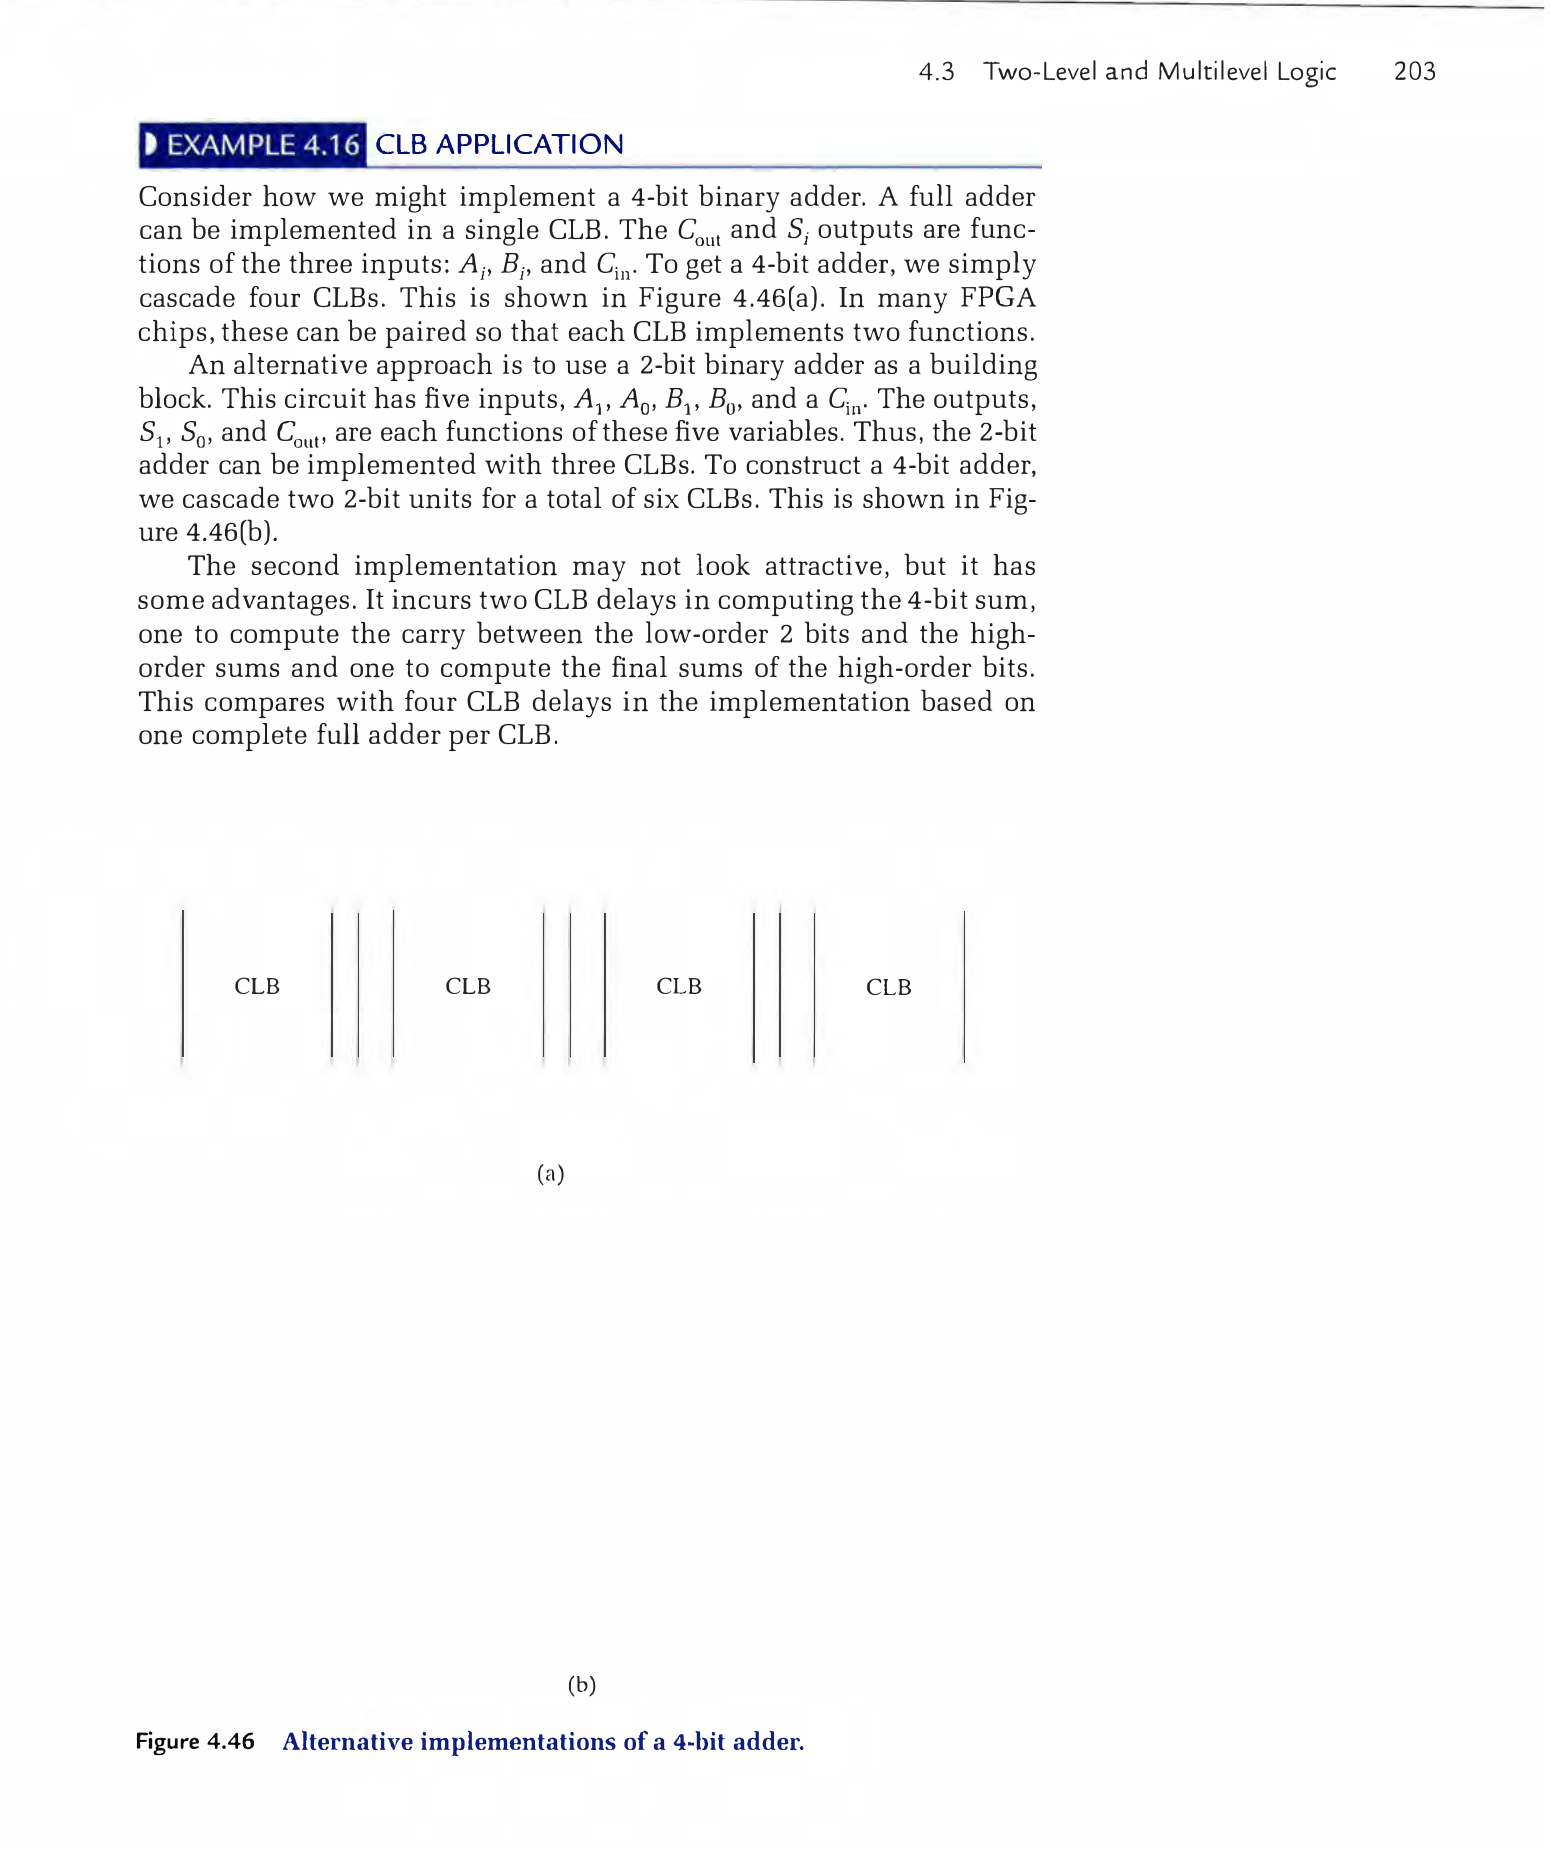 4.3 Two-Level and Multilevel Logic 203
EXAMPLE 4.16 CLB APPLICATION
Consider how we might implement a 4-bit binary adder. A full adder
can be implemented in a single CLB. The C_out and S_i outputs are func-
tions of the three inputs: A_i, B_i, and C_in. To get a 4-bit adder, we simply
cascade four CLBs. This is shown in Figure 4.46(a). In many FPGA
chips, these can be paired so that each CLB implements two functions.
An alternative approach is to use a 2-bit binary adder as a building
block. This circuit has five inputs, A_1, A_0, B_1, B_0, and a C_in. The outputs,
S_1, S_0, and C_out, are each functions of these five variables. Thus, the 2-bit
adder can be implemented with three CLBs. To construct a 4-bit adder,
we cascade two 2-bit units for a total of six CLBs. This is shown in Fig-
ure 4.46(b).
The second implementation may not look attractive, but it has
some advantages. It incurs two CLB delays in computing the 4-bit sum,
one to compute the carry between the low-order 2 bits and the high-
order sums and one to compute the final sums of the high-order bits.
This compares with four CLB delays in the implementation based on
one complete full adder per CLB.
CLB CLB CLB CLB
(a)
(b)
Figure 4.46 Alternative implementations of a 4-bit adder.